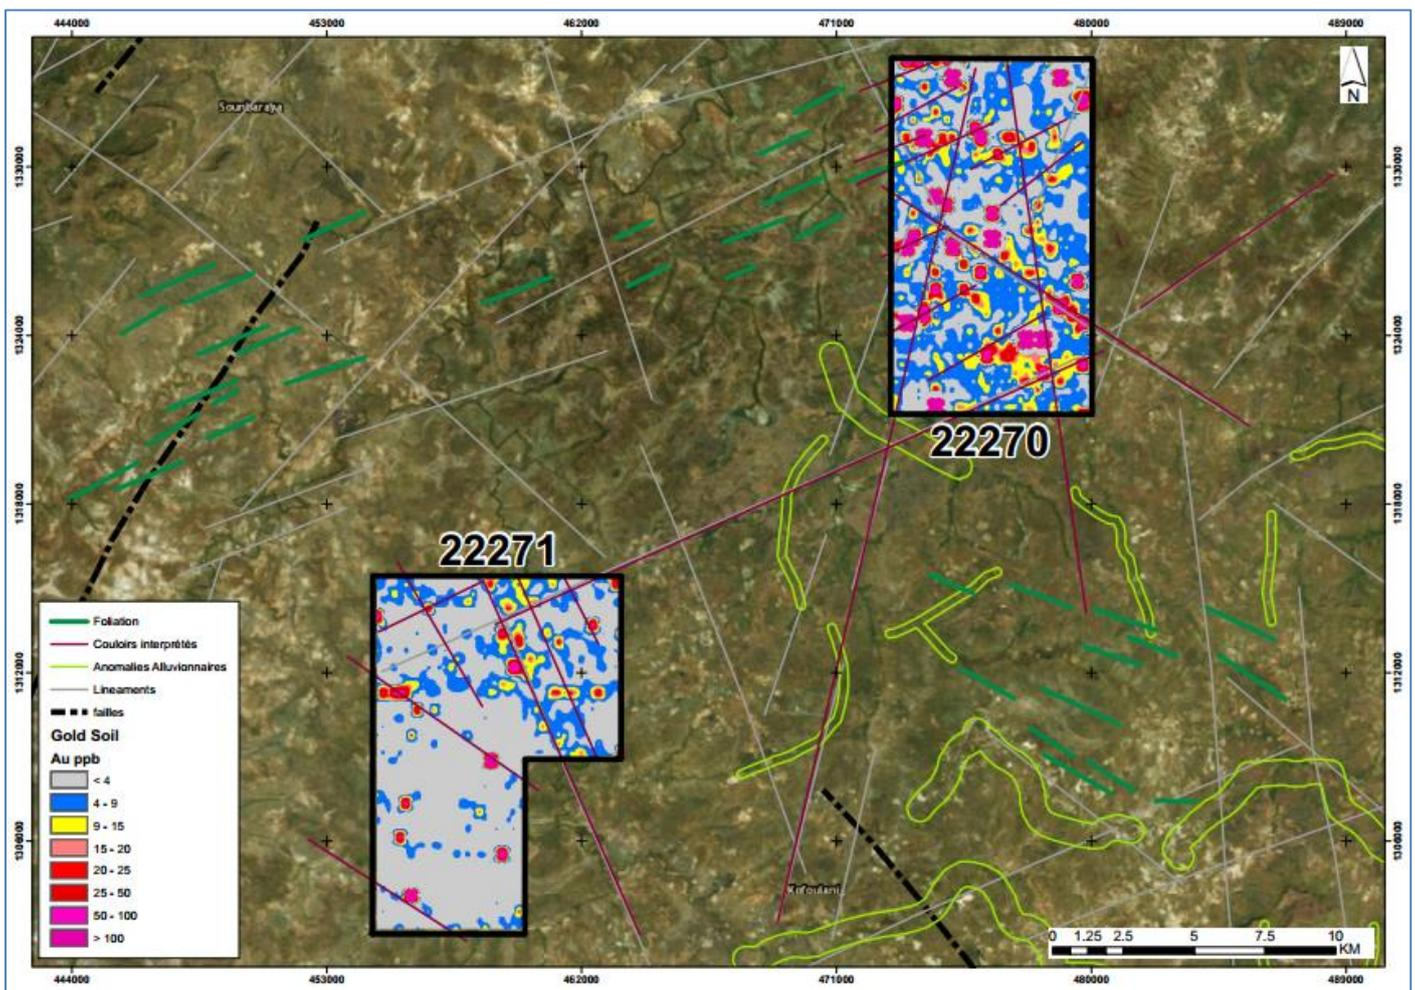 444000 453000 462000 471000 480000 489000
N
Sounbaraya
1330000 1330000
1324000 1324000
22270
1318000 1318000
22271
Foliation
Couloirs interprétés
Anomalies Alluvionnaires
Lineaments
failles
Gold Soil
Au ppb
< 4
4 - 9
9 - 15
15 - 20
20 - 25
25 - 50
50 - 100
> 100
1312000 1312000
1306000 1306000
Kofoulani
0 1.25 2.5 5 7.5 10
KM
444000 453000 462000 471000 480000 489000